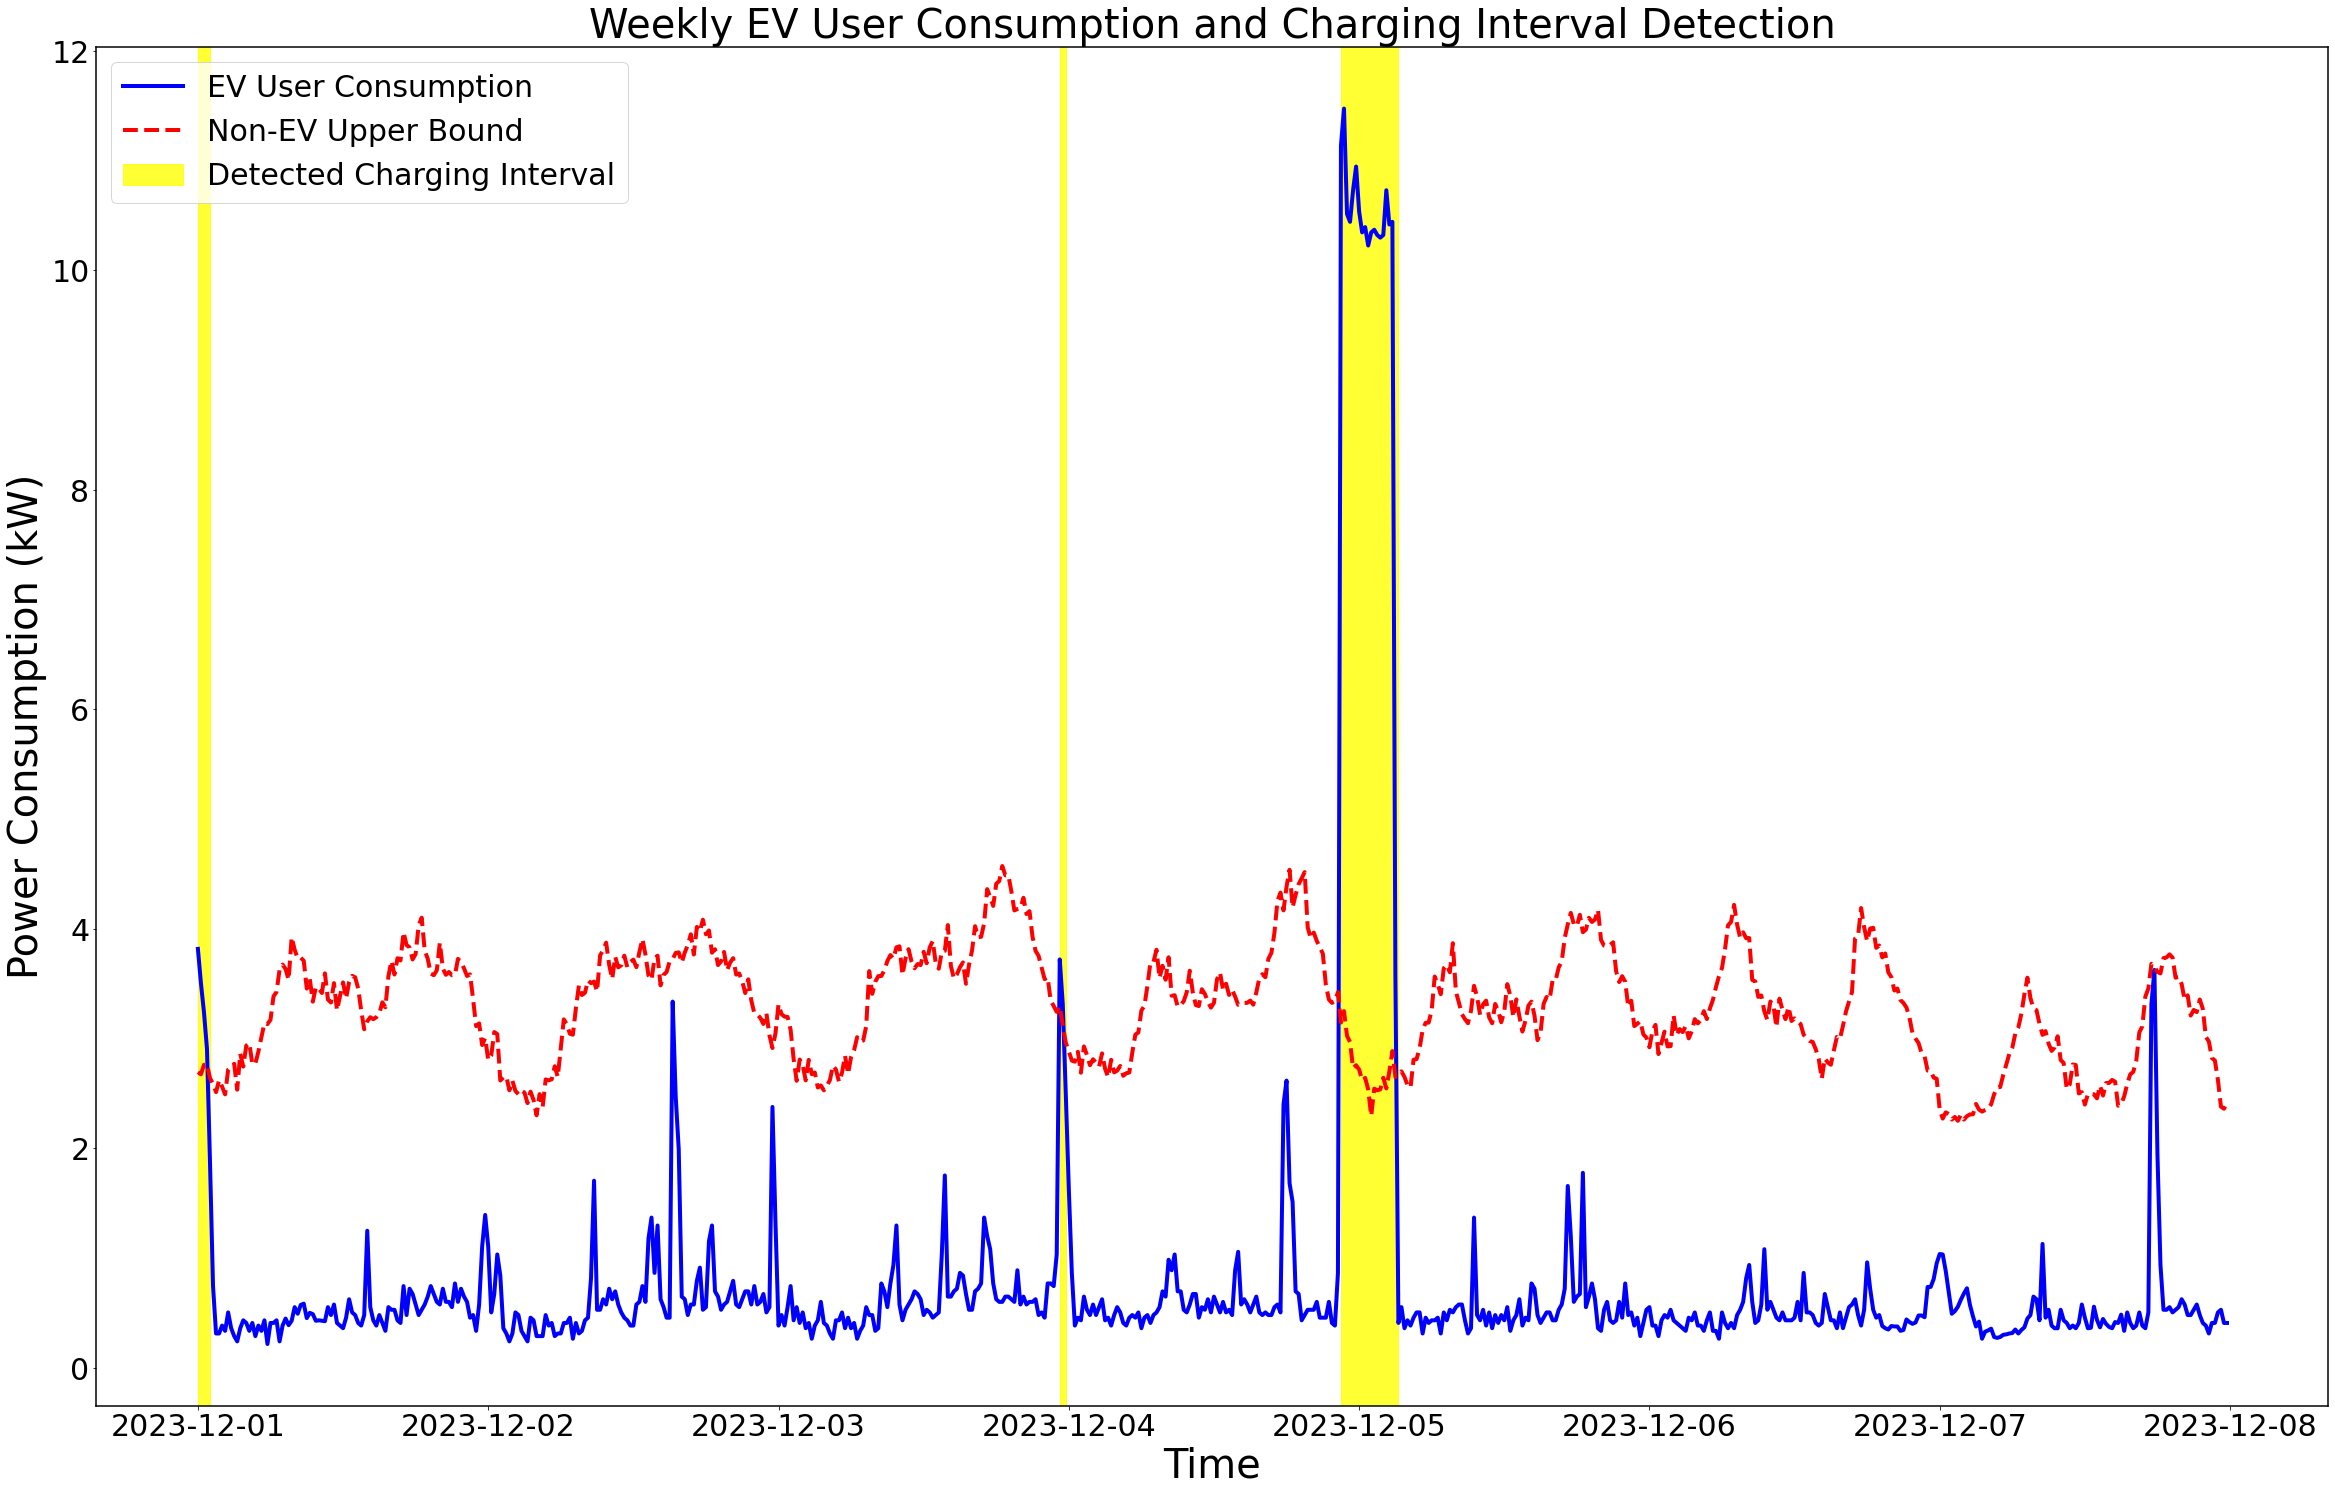 Weekly EV User Consumption and Charging Interval Detection
12
EV User Consumption
Non-EV Upper Bound
Detected Charging Interval
10
8
6
4
2
0
Power Consumption (kW)
2023-12-01 2023-12-02 2023-12-03 2023-12-04 2023-12-05 2023-12-06 2023-12-07 2023-12-08
Time